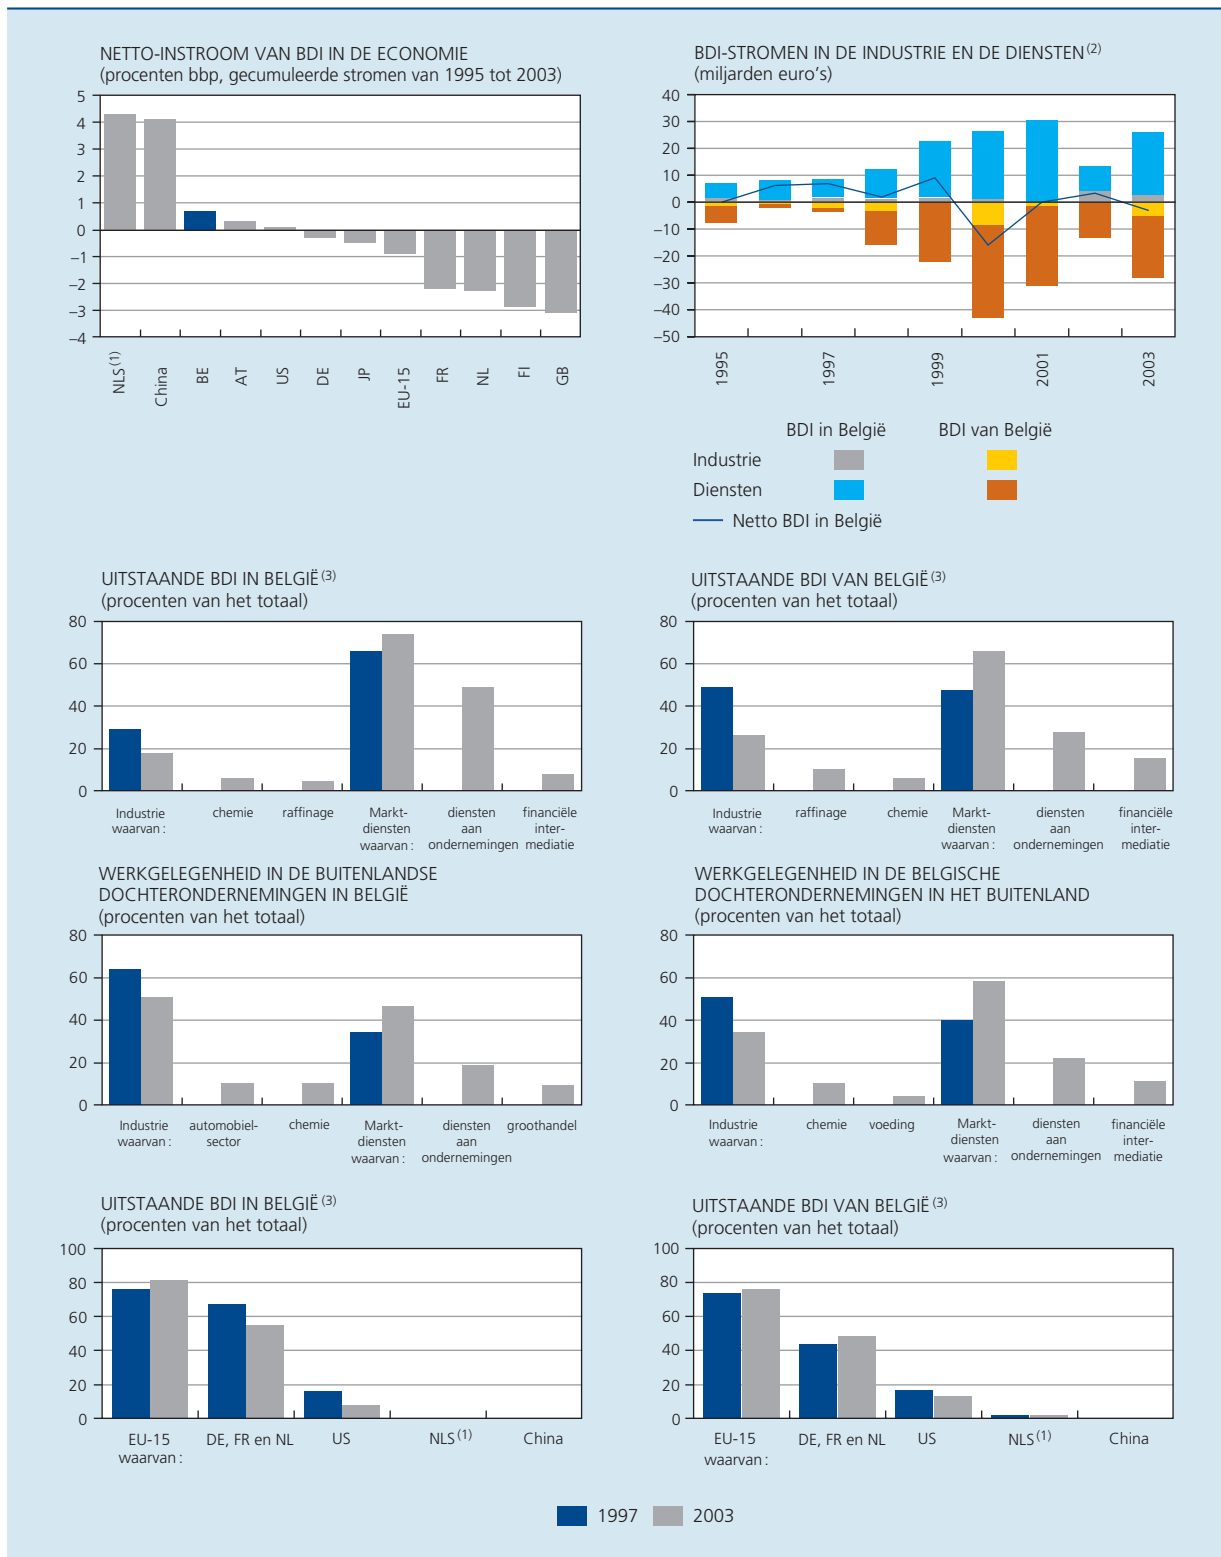 NETTO-INSTROOM VAN BDI IN DE ECONOMIE
(procenten bbp, gecumuleerde stromen van 1995 tot 2003)
5
4
3
2
1
0
–1
–2
–3
–4
NLS (1)
China
BE
AT
US
DE
JP
EU-15
FR
NL
FI
GB
BDI-STROMEN IN DE INDUSTRIE EN DE DIENSTEN (2)
(miljarden euro's)
40
30
20
10
0
–10
–20
–30
–40
–50
1995
1997
1999
2001
2003
BDI in België BDI van België
Industrie
Diensten
Netto BDI in België
UITSTAANDE BDI IN BELGIË (3)
(procenten van het totaal)
80
60
40
20
0
Industrie waarvan :
chemie
raffinage
Markt-
diensten
waarvan :
diensten
aan
ondernemingen
financiële
inter-
mediatie
UITSTAANDE BDI VAN BELGIË (3)
(procenten van het totaal)
80
60
40
20
0
Industrie
waarvan :
raffinage
chemie
Markt-
diensten
waarvan :
diensten
aan
ondernemingen
financiële
inter-
mediatie
WERKGELEGENHEID IN DE BUITENLANDSE
DOCHTERONDERNEMINGEN IN BELGIË
(procenten van het totaal)
80
60
40
20
0
Industrie
waarvan :
automobiel-
sector
chemie
Markt-
diensten
waarvan :
diensten
aan
ondernemingen
groothandel
WERKGELEGENHEID IN DE BELGISCHE
DOCHTERONDERNEMINGEN IN HET BUITENLAND
(procenten van het totaal)
80
60
40
20
0
Industrie
waarvan :
chemie
voeding
Markt-
diensten
waarvan :
diensten
aan
ondernemingen
financiële
inter-
mediatie
UITSTAANDE BDI IN BELGIË (3)
(procenten van het totaal)
100
80
60
40
20
0
EU-15
waarvan :
DE, FR en NL
US
NLS (1)
China
UITSTAANDE BDI VAN BELGIË (3)
(procenten van het totaal)
100
80
60
40
20
0
EU-15
waarvan :
DE, FR en NL
US
NLS (1)
China
1997 2003